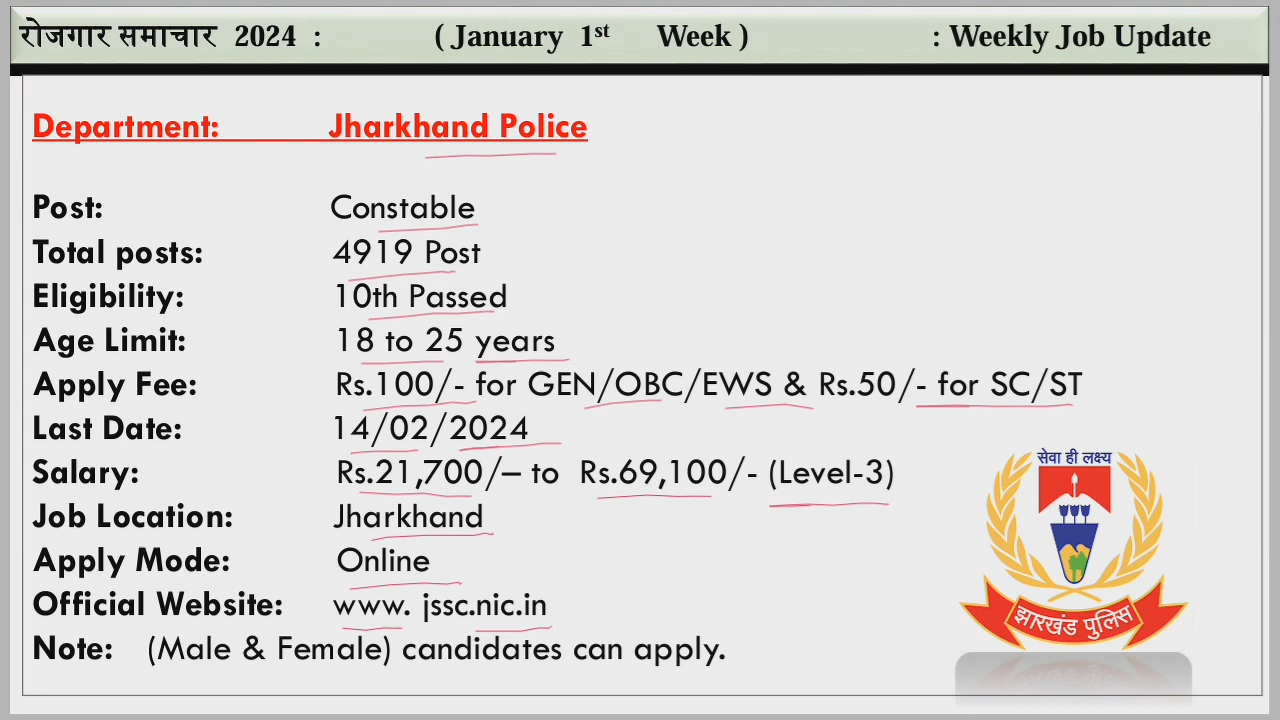 रोजगार समाचार 2024 : ( January 1st Week ) : Weekly Job Update
Department: Jharkhand Police
Post: Constable
Total posts: 4919 Post
Eligibility: 10th Passed
Age Limit: 18 to 25 years
Apply Fee: Rs.100/- for GEN/OBC/EWS & Rs.50/- for SC/ST
Last Date: 14/02/2024
Salary: Rs.21,700/– to Rs.69,100/- (Level-3)
Job Location: Jharkhand
Apply Mode: Online
Official Website: www. jssc.nic.in
Note: (Male & Female) candidates can apply.
सेवा ही लक्ष्य
झारखंड पुलिस